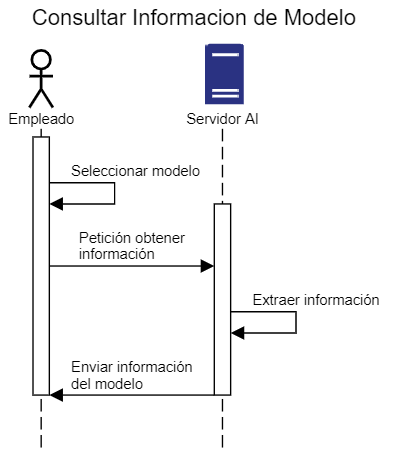 Consultar Informacion de Modelo
Empleado
Servidor AI
Seleccionar modelo
Petición obtener
información
Extraer información
Enviar información
del modelo